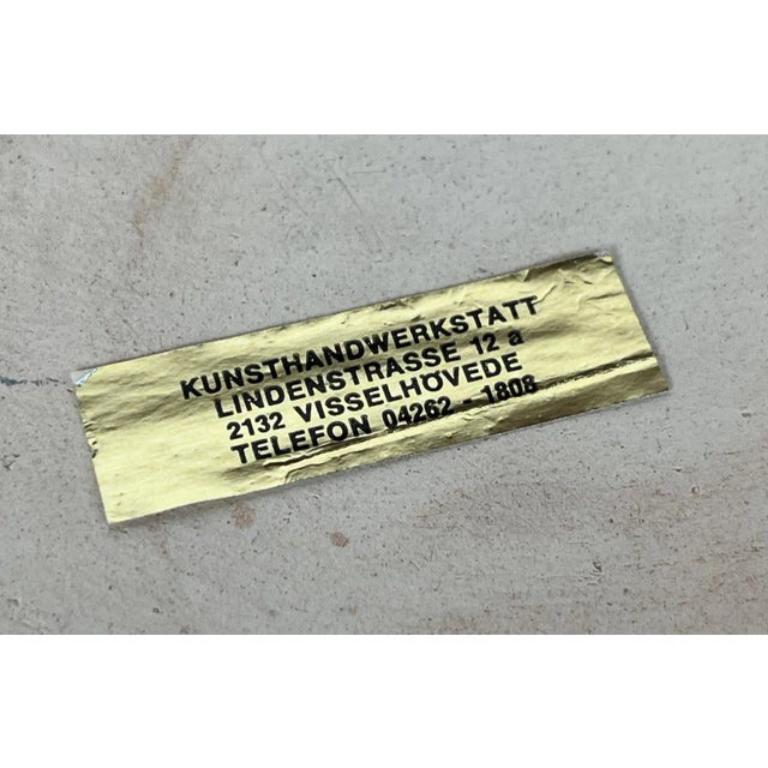 KUNSTHANDWERKSTATT
LINDENSTRASSE 12 a
2132 VISSELHÖVEDE
TELEFON 04262 - 1808